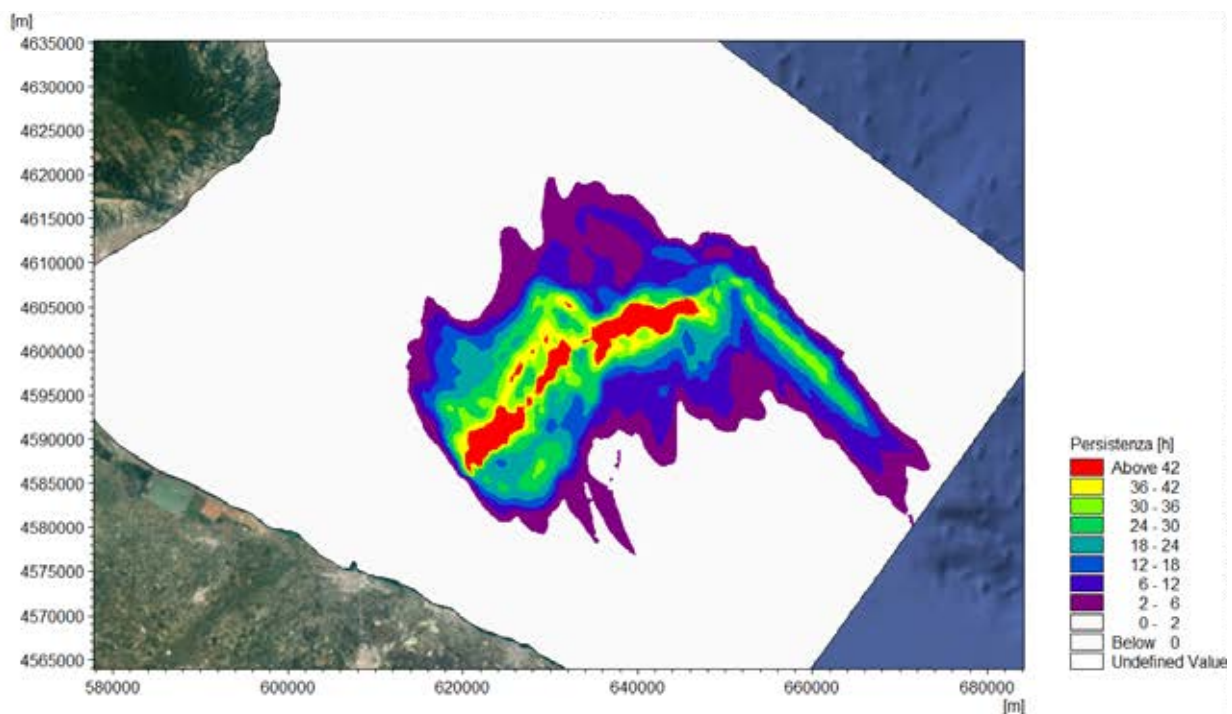 [m]
4635000
4630000
4625000
4620000
4615000
4610000
4605000
4600000
4595000
4590000
4585000
4580000
4575000
4570000
4565000
580000 600000 620000 640000 660000 680000
[m]
Persistenza [h]
Above 42
36 - 42
30 - 36
24 - 30
18 - 24
12 - 18
6 - 12
2 - 6
0 - 2
Below 0
Undefined Value